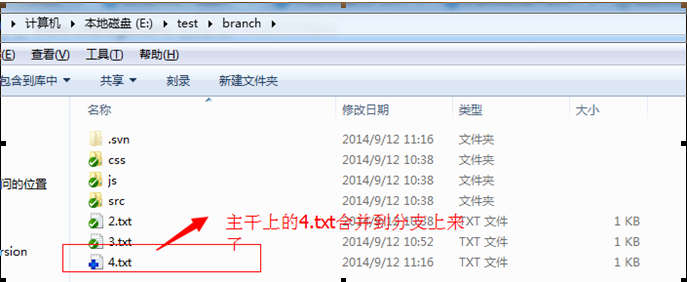 计算机 ▸ 本地磁盘 (E:) ▸ test ▸ branch ▸
(E) 查看(V) 工具(T) 帮助(H)
包含到库中 共享 刻录 新建文件夹
名称 修改日期 类型 大小
.svn 2014/9/12 11:16 文件夹
css 2014/9/12 10:38 文件夹
问的位置 js 2014/9/12 10:38 文件夹
src 2014/9/12 10:38 文件夹
2.txt 2014/9/12 10:38 TXT 文件 1 KB
主干上的4.txt合并到分支上来
了
3.txt 2014/9/12 10:52 TXT 文件 1 KB
rsion 4.txt 2014/9/12 11:16 TXT 文件 1 KB